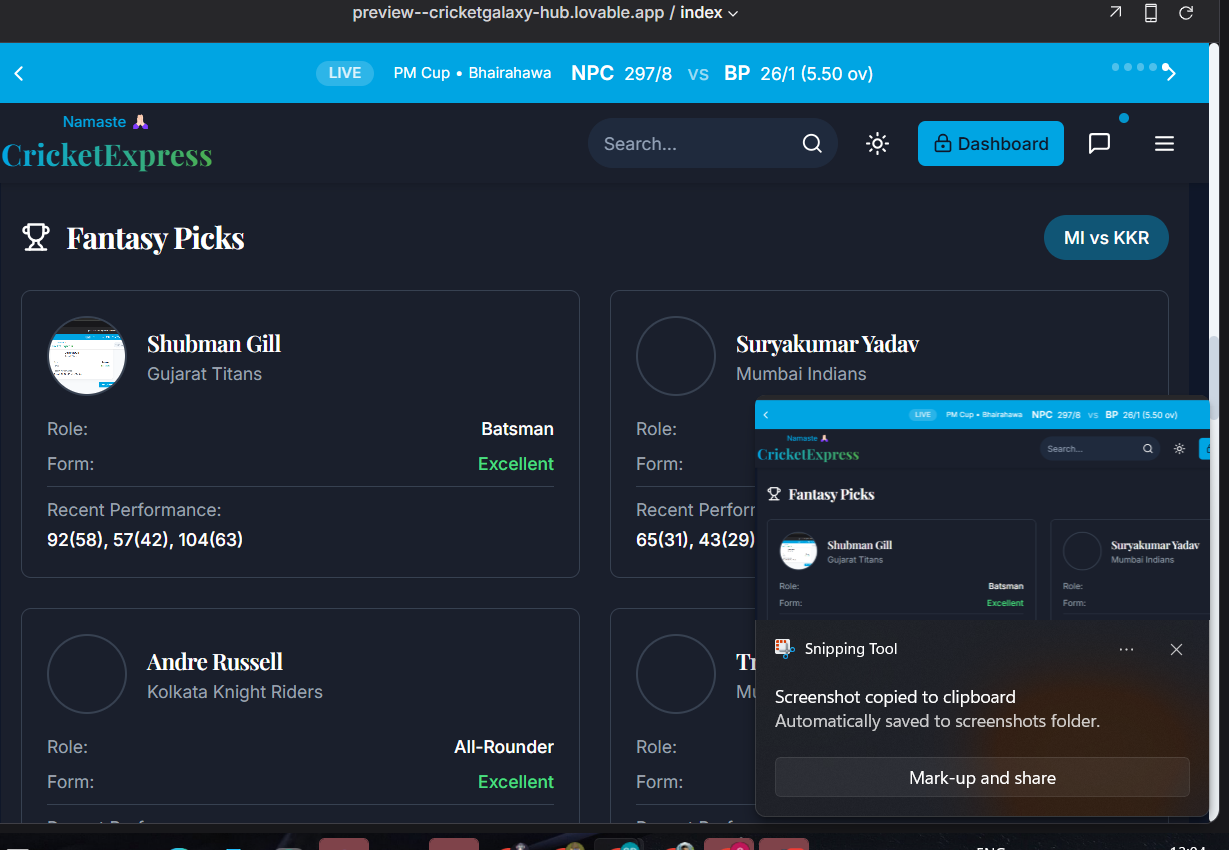 preview--cricketgalaxy-hub.lovable.app / index
LIVE PM Cup • Bhairahawa NPC 297/8 vs BP 26/1 (5.50 ov)
Namaste 🙏🏻
CricketExpress
Search...
Dashboard
Fantasy Picks
MI vs KKR
Shubman Gill
Gujarat Titans
Role: Batsman
Form: Excellent
Recent Performance:
92(58), 57(42), 104(63)
Suryakumar Yadav
Mumbai Indians
Role:
Form:
Recent Perfor
65(31), 43(29)
Andre Russell
Kolkata Knight Riders
Role: All-Rounder
Form: Excellent
Role:
Form:
LIVE PM Cup • Bhairahawa NPC 297/8 vs BP 26/1 (5.50 ov)
Namaste 🙏🏻
CricketExpress
Search...
Fantasy Picks
Shubman Gill
Gujarat Titans
Role: Batsman
Form: Excellent
Suryakumar Yadav
Mumbai Indians
Role:
Form:
Snipping Tool
Screenshot copied to clipboard
Automatically saved to screenshots folder.
Mark-up and share